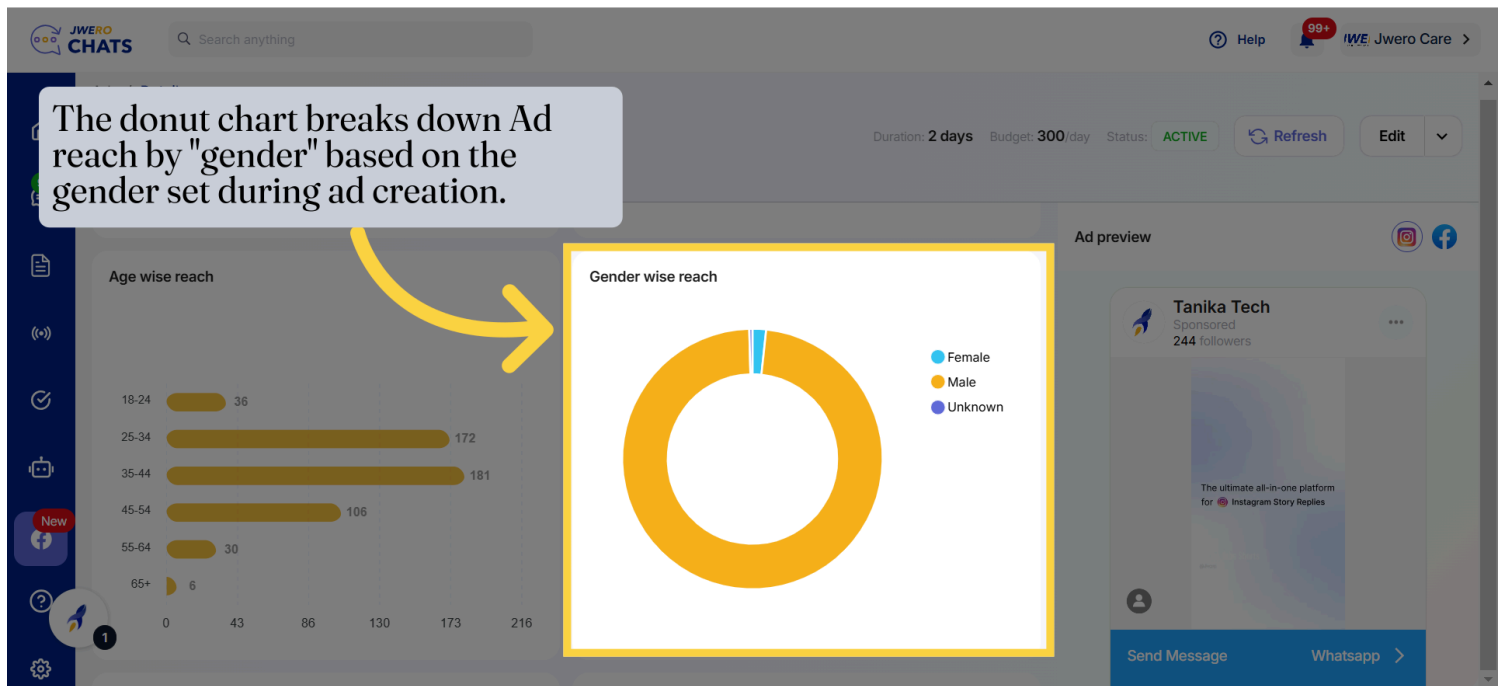 JWERO
CHATS
Search anything
Help
99+
JWE Jwero Care
The donut chart breaks down Ad
reach by "gender" based on the
gender set during ad creation.
Duration: 2 days Budget: 300/day Status: ACTIVE
Refresh
Edit
Age wise reach
18-24 36
25-34 172
35-44 181
45-54 106
55-64 30
65+ 6
0 43 86 130 173 216
Gender wise reach
Female
Male
Unknown
Ad preview
Tanika Tech
Sponsored
244 followers
The ultimate all-in-one platform
for Instagram Story Replies
Send Message Whatsapp
New
1